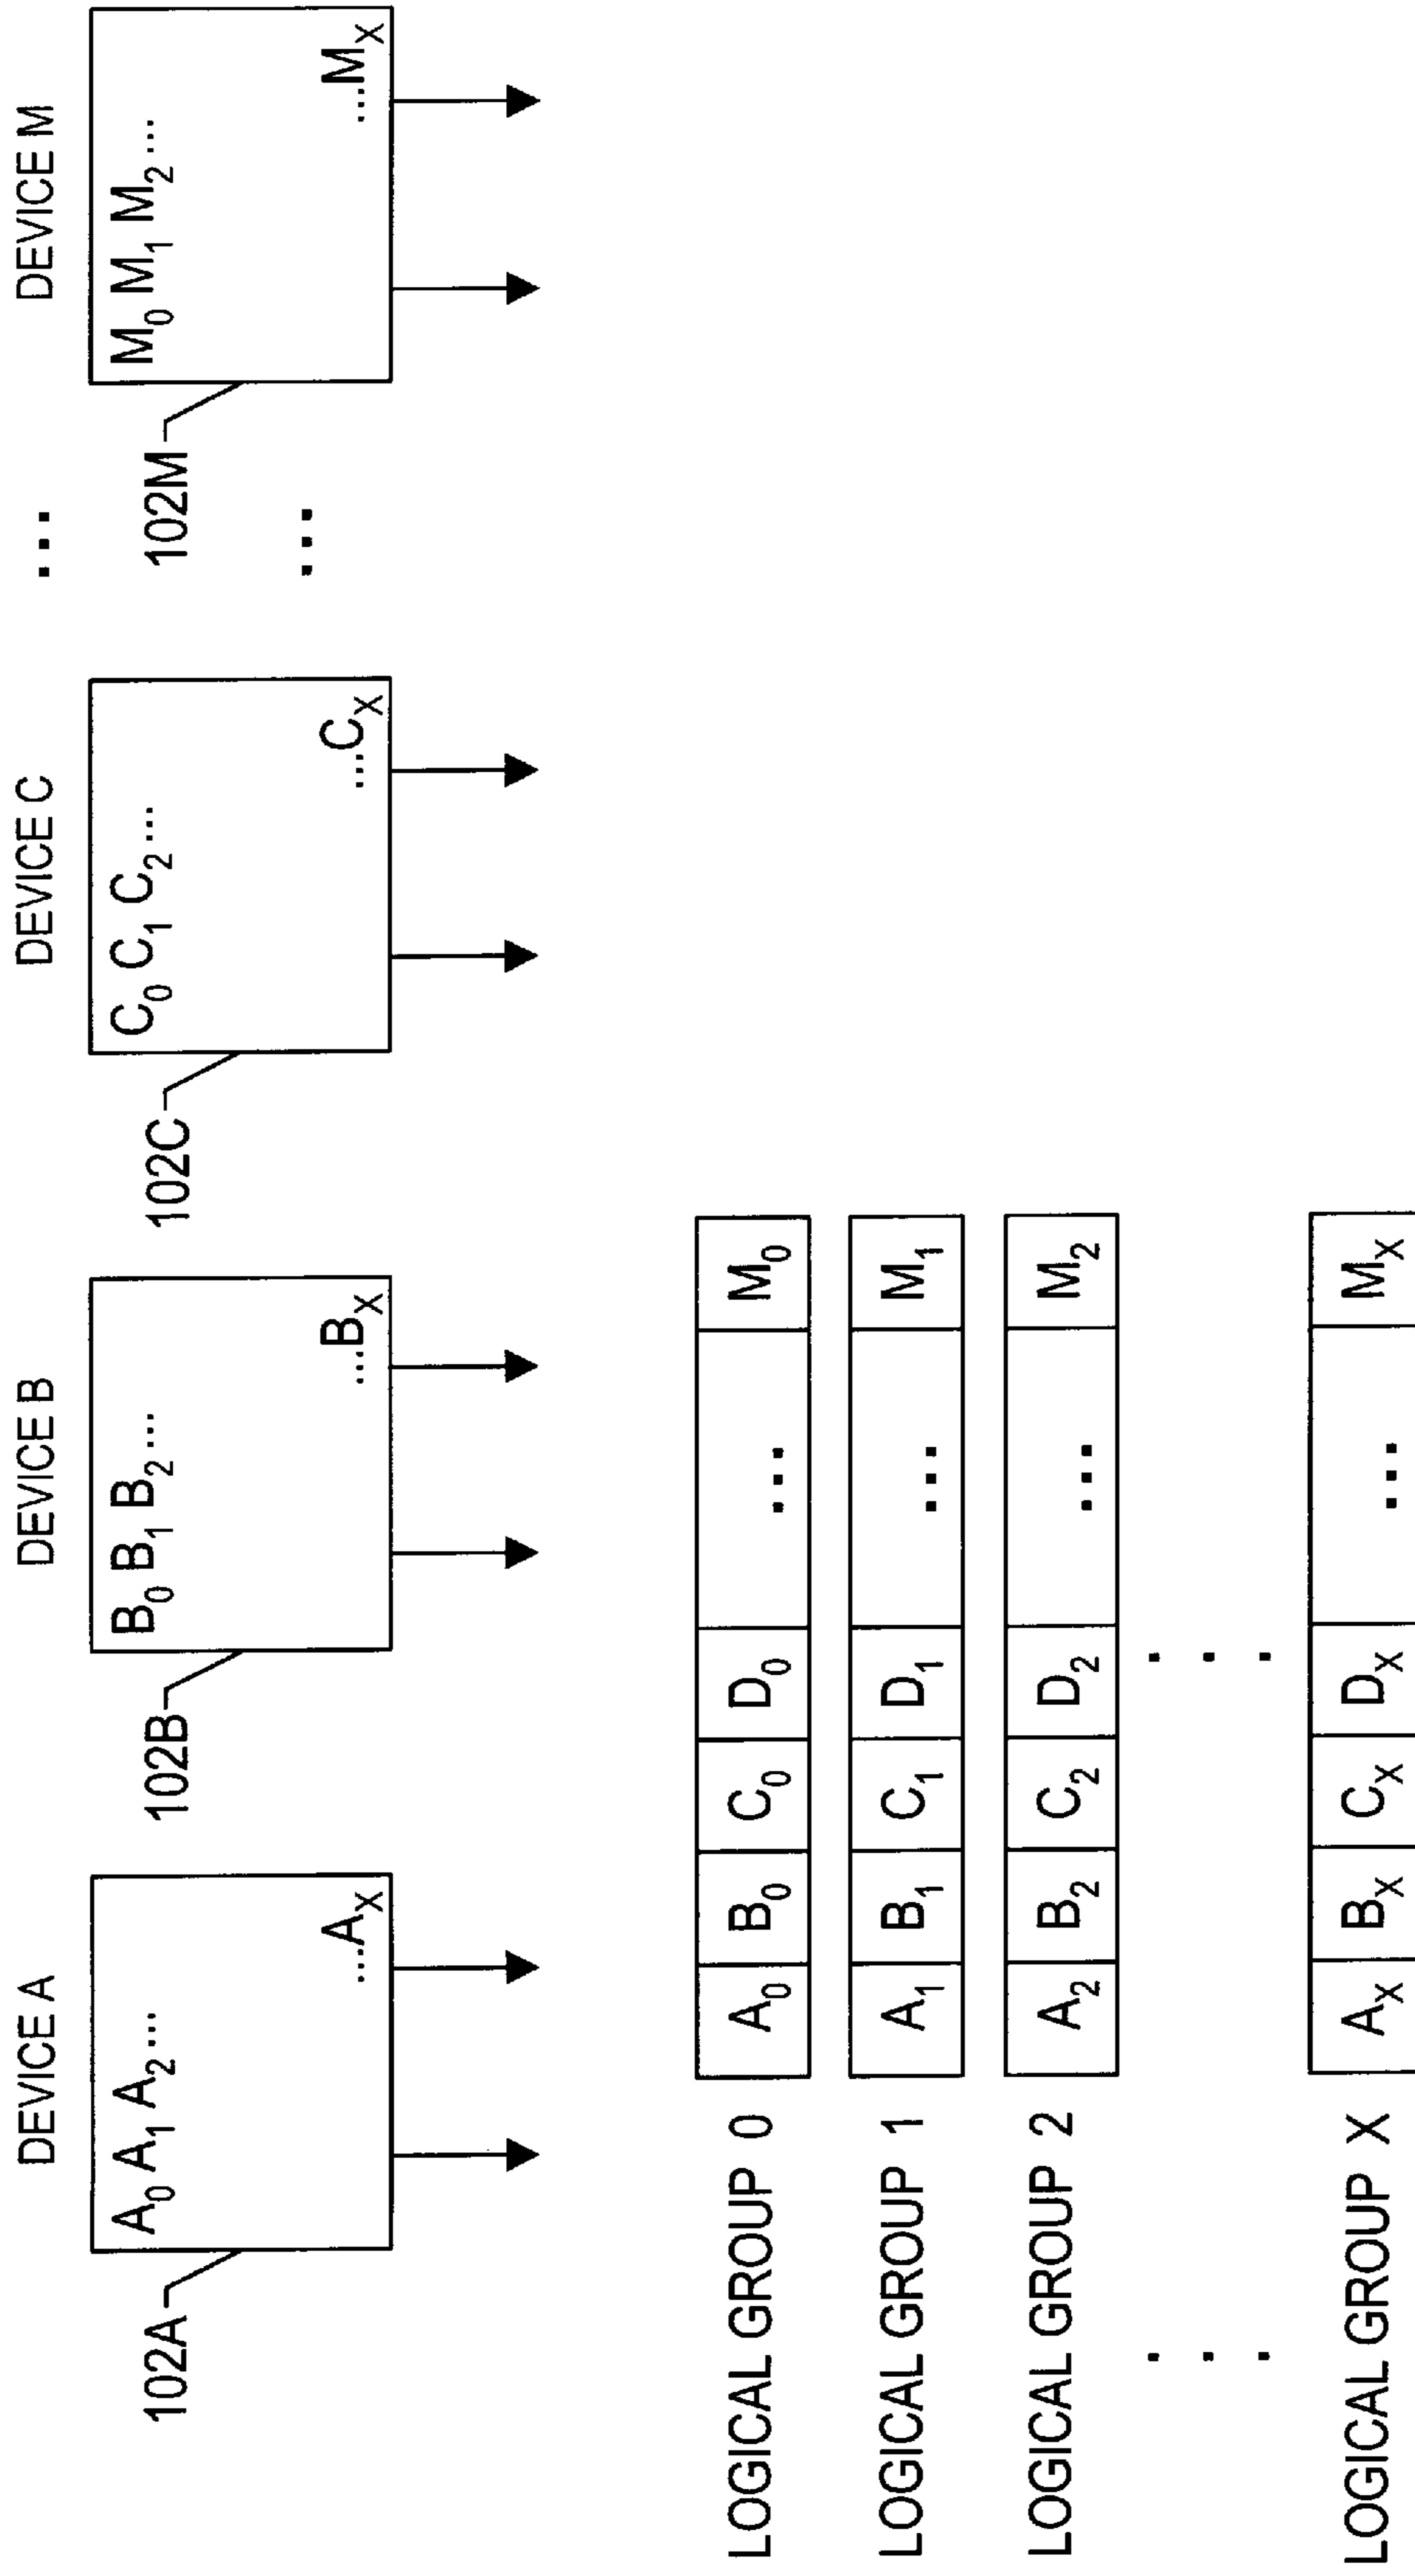 DEVICE A DEVICE B DEVICE C ... DEVICE M
A₀ A₁ A₂... B₀ B₁ B₂... C₀ C₁ C₂... M₀ M₁ M₂...
102A 102B 102C 102M
...Aₓ ...Bₓ ...Cₓ ... ...Mₓ
LOGICAL GROUP 0 A₀ B₀ C₀ D₀ ... M₀
LOGICAL GROUP 1 A₁ B₁ C₁ D₁ ... M₁
LOGICAL GROUP 2 A₂ B₂ C₂ D₂ ... M₂
LOGICAL GROUP X Aₓ Bₓ Cₓ Dₓ ... Mₓ